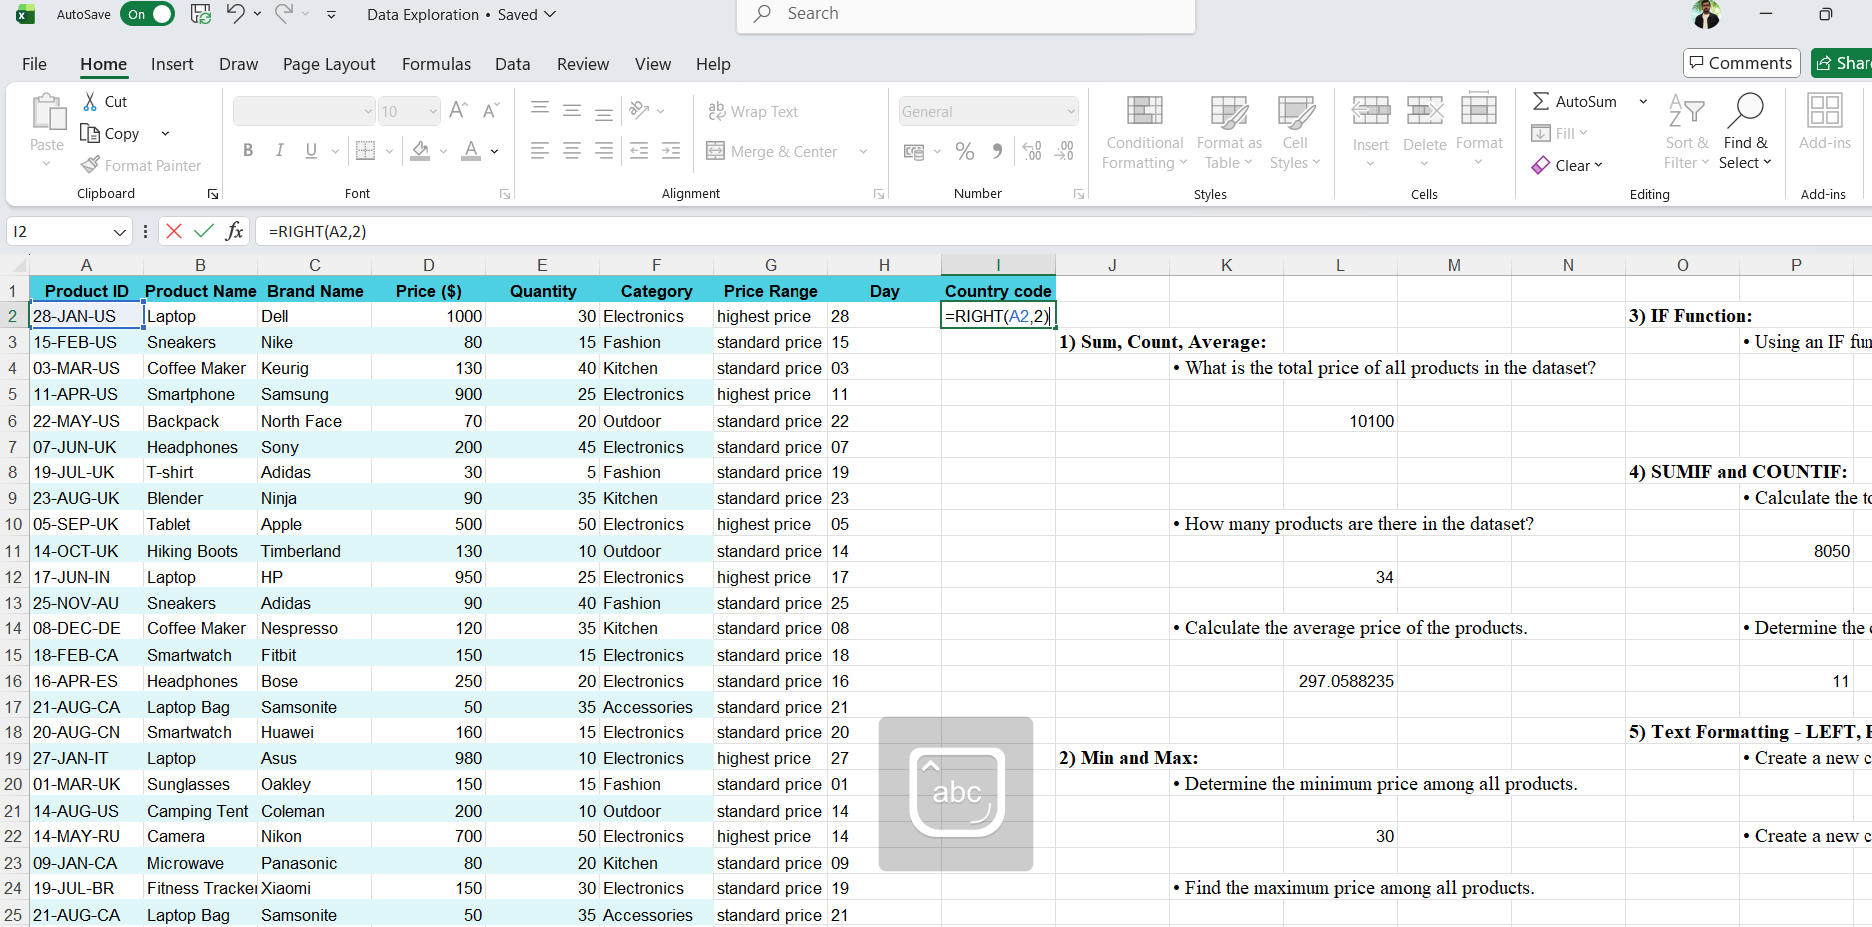 AutoSave On Data Exploration • Saved Search
File Home Insert Draw Page Layout Formulas Data Review View Help Comments Shar
Paste Cut Copy Format Painter Clipboard
10 B I U Font
Wrap Text Merge & Center Alignment
General Number
Conditional Formatting Format as Table Cell Styles Styles
Insert Delete Format Cells
AutoSum Fill Clear Sort & Filter Find & Select Editing
Add-ins Add-ins
I2 fx =RIGHT(A2,2)
A B C D E F G H I J K L M N O P
1 Product ID Product Name Brand Name Price ($) Quantity Category Price Range Day Country code
2 28-JAN-US Laptop Dell 1000 30 Electronics highest price 28 =RIGHT(A2,2) 3) IF Function:
3 15-FEB-US Sneakers Nike 80 15 Fashion standard price 15 1) Sum, Count, Average: • Using an IF fun
4 03-MAR-US Coffee Maker Keurig 130 40 Kitchen standard price 03 • What is the total price of all products in the dataset?
5 11-APR-US Smartphone Samsung 900 25 Electronics highest price 11
6 22-MAY-US Backpack North Face 70 20 Outdoor standard price 22 10100
7 07-JUN-UK Headphones Sony 200 45 Electronics standard price 07
8 19-JUL-UK T-shirt Adidas 30 5 Fashion standard price 19 4) SUMIF and COUNTIF:
9 23-AUG-UK Blender Ninja 90 35 Kitchen standard price 23 • Calculate the to
10 05-SEP-UK Tablet Apple 500 50 Electronics highest price 05 • How many products are there in the dataset?
11 14-OCT-UK Hiking Boots Timberland 130 10 Outdoor standard price 14 8050
12 17-JUN-IN Laptop HP 950 25 Electronics highest price 17 34
13 25-NOV-AU Sneakers Adidas 90 40 Fashion standard price 25
14 08-DEC-DE Coffee Maker Nespresso 120 35 Kitchen standard price 08 • Calculate the average price of the products. • Determine the
15 18-FEB-CA Smartwatch Fitbit 150 15 Electronics standard price 18
16 16-APR-ES Headphones Bose 250 20 Electronics standard price 16 297.0588235 11
17 21-AUG-CA Laptop Bag Samsonite 50 35 Accessories standard price 21
18 20-AUG-CN Smartwatch Huawei 160 15 Electronics standard price 20 5) Text Formatting - LEFT,
19 27-JAN-IT Laptop Asus 980 10 Electronics highest price 27 2) Min and Max: • Create a new c
20 01-MAR-UK Sunglasses Oakley 150 15 Fashion standard price 01 abc • Determine the minimum price among all products.
21 14-AUG-US Camping Tent Coleman 200 10 Outdoor standard price 14
22 14-MAY-RU Camera Nikon 700 50 Electronics highest price 14 30 • Create a new c
23 09-JAN-CA Microwave Panasonic 80 20 Kitchen standard price 09
24 19-JUL-BR Fitness Tracker Xiaomi 150 30 Electronics standard price 19 • Find the maximum price among all products.
25 21-AUG-CA Laptop Bag Samsonite 50 35 Accessories standard price 21